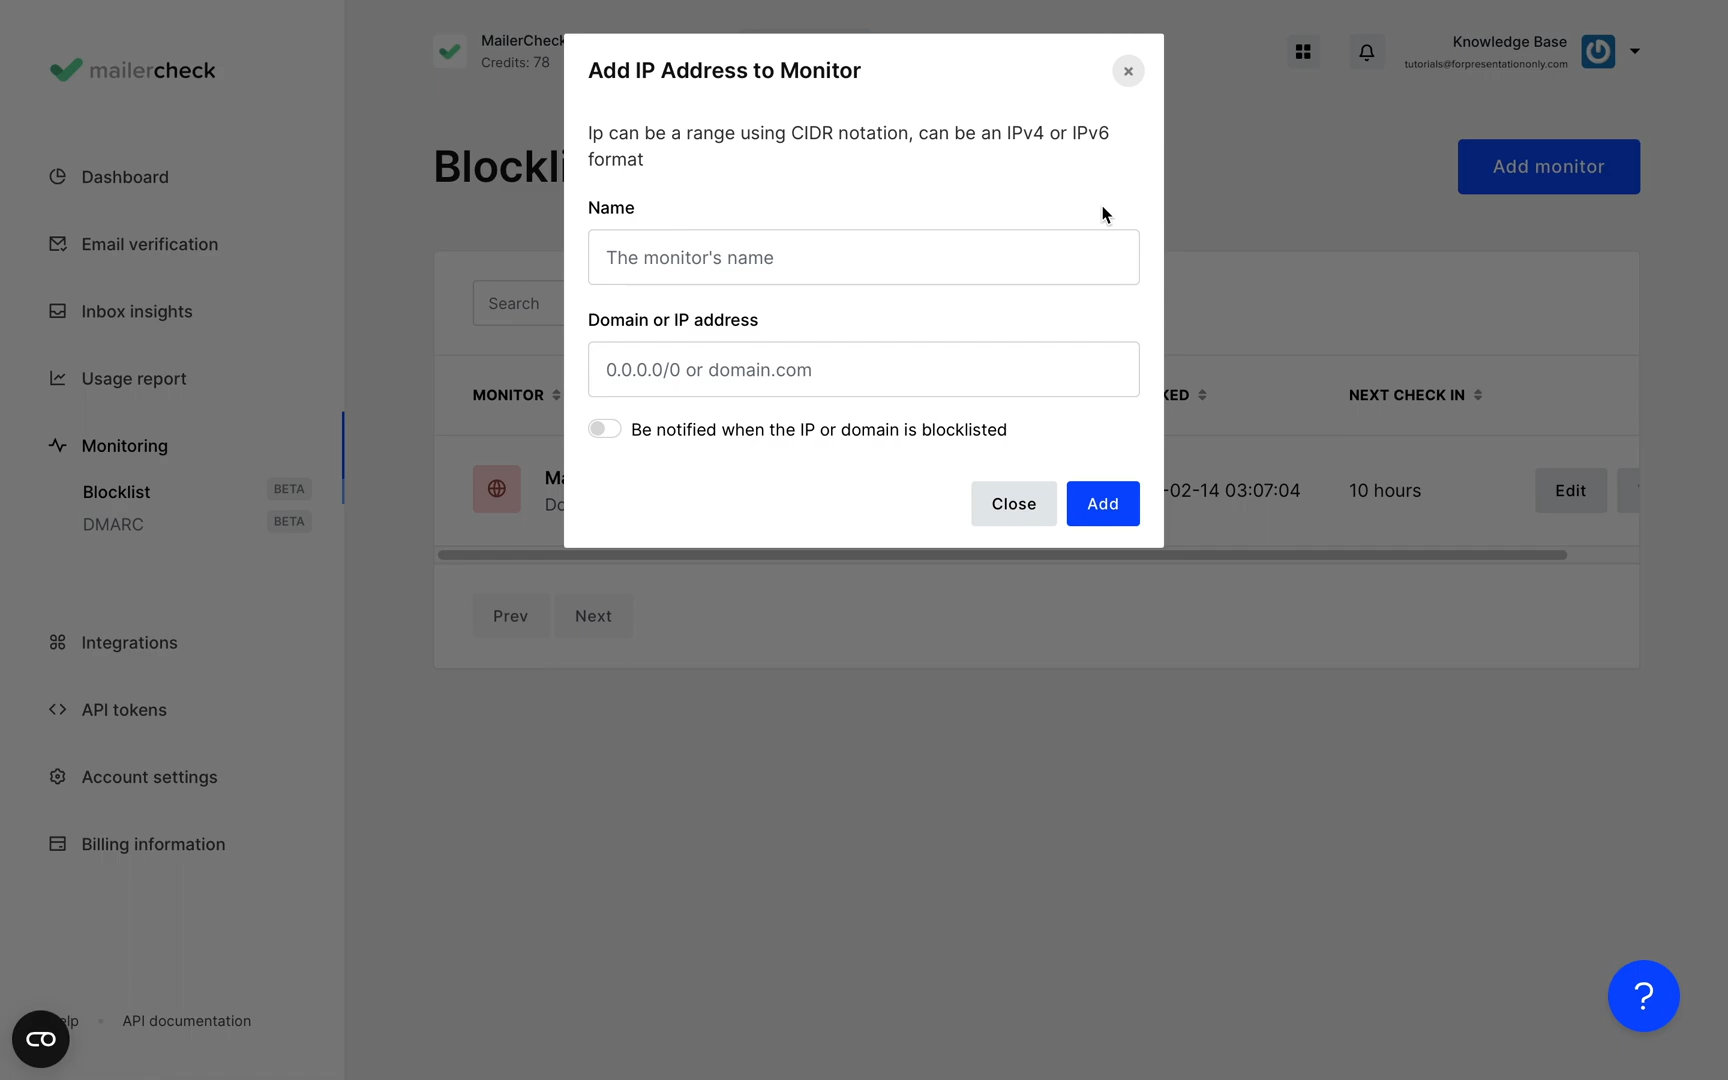 mailercheck
MailerCheck
Credits: 78
Knowledge Base
tutorials@forpresentationonly.com
Add IP Address to Monitor
Ip can be a range using CIDR notation, can be an IPv4 or IPv6
format
Name
The monitor's name
Domain or IP address
0.0.0.0/0 or domain.com
Be notified when the IP or domain is blocklisted
Close
Add
Add monitor
Search
MONITOR
NEXT CHECK IN
-02-14 03:07:04
10 hours
Edit
Prev
Next
Dashboard
Email verification
Inbox insights
Usage report
Monitoring
Blocklist
BETA
DMARC
BETA
Integrations
API tokens
Account settings
Billing information
API documentation
?